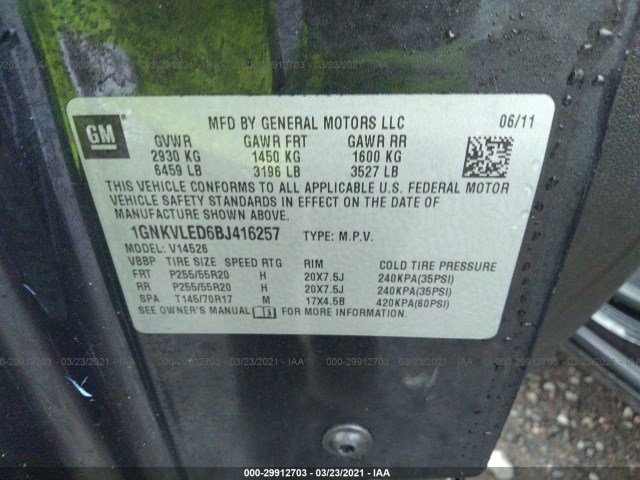 000-29912703 / 03/23/2021 - IAA
GM
MFD BY GENERAL MOTORS LLC 06/11
GVWR GAWR FRT GAWR RR
2930 KG 1450 KG 1600 KG
6459 LB 3196 LB 3527 LB
THIS VEHICLE CONFORMS TO ALL APPLICABLE U.S. FEDERAL MOTOR
VEHICLE SAFETY STANDARDS IN EFFECT ON THE DATE OF
MANUFACTURE SHOWN ABOVE.
1GNKVLED6BJ416257 TYPE: M.P.V.
MODEL: V14526
VBBP TIRE SIZE SPEED RTG RIM COLD TIRE PRESSURE
FRT P255/55R20 H 20X7.5J 240KPA(35PSI)
RR P255/55R20 H 20X7.5J 240KPA(35PSI)
SPA T145/70R17 M 17X4.5B 420KPA(60PSI)
SEE OWNER'S MANUAL FOR MORE INFORMATION.
000-29912703 / 03/23/2021 - IAA